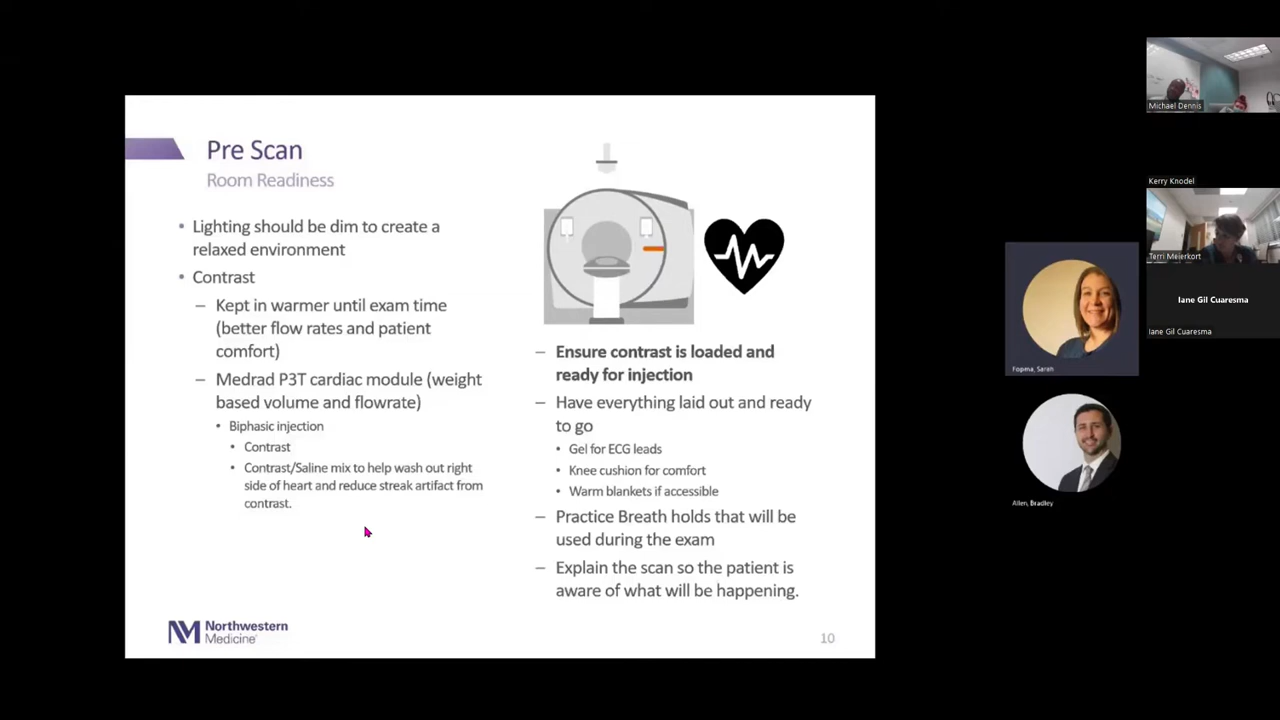 Pre Scan
Room Readiness
• Lighting should be dim to create a
relaxed environment
• Contrast
– Kept in warmer until exam time
(better flow rates and patient
comfort)
– Medrad P3T cardiac module (weight
based volume and flowrate)
• Biphasic injection
• Contrast
• Contrast/Saline mix to help wash out right
side of heart and reduce streak artifact from
contrast.
– Ensure contrast is loaded and
ready for injection
– Have everything laid out and ready
to go
• Gel for ECG leads
• Knee cushion for comfort
• Warm blankets if accessible
– Practice Breath holds that will be
used during the exam
– Explain the scan so the patient is
aware of what will be happening.
NM Northwestern
Medicine
10
Michael Dennis
Kerry Knodel
Terri Meierkort
Iane Gil Cuaresma
Iane Gil Cuaresma
Fopma, Sarah
Allen, Bradley